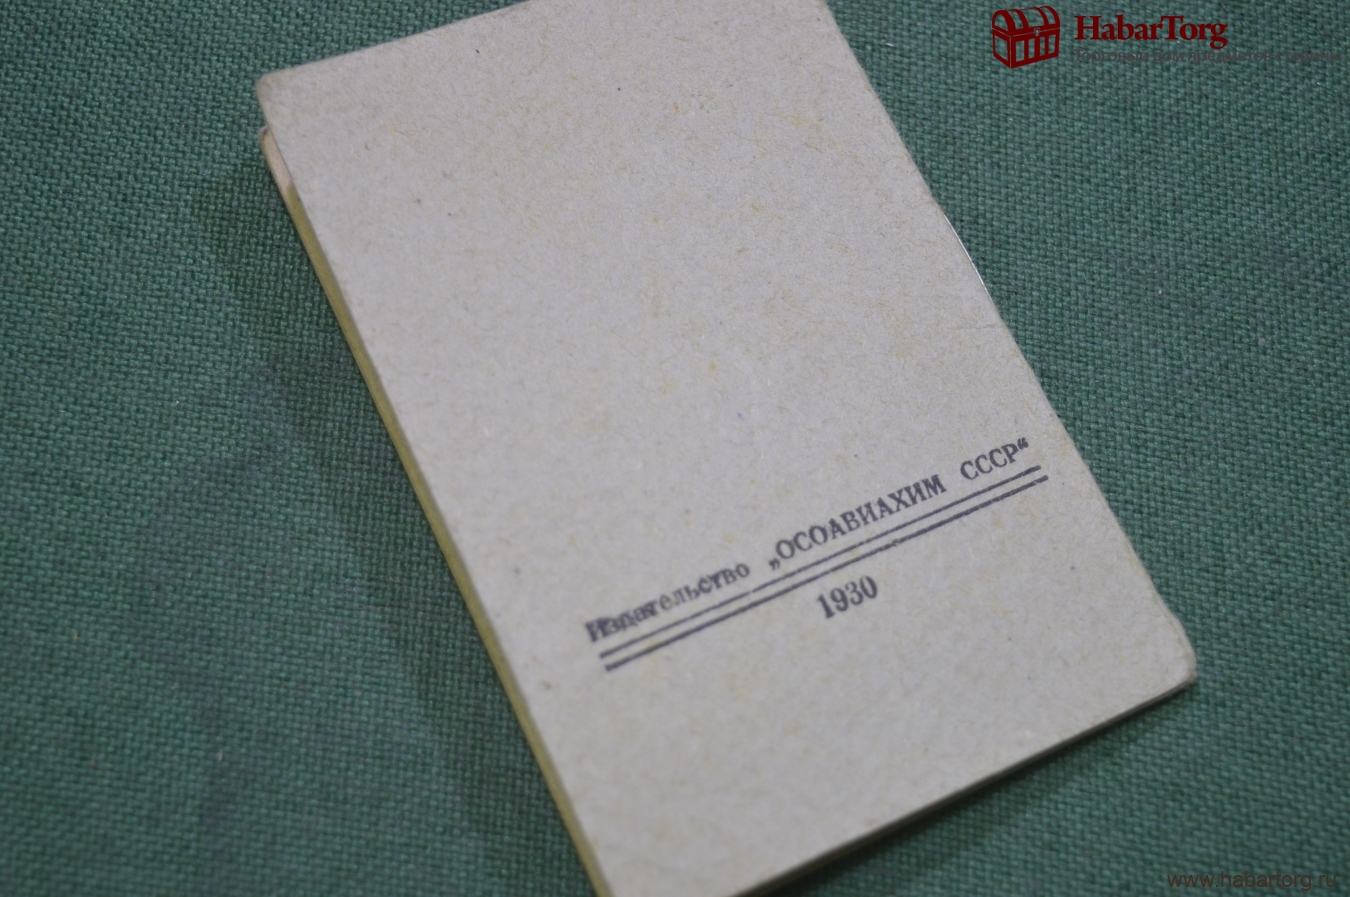 HabarTorg
Издательство „ОСОАВИАХИМ СССР“
1930
www.habartorg.ru